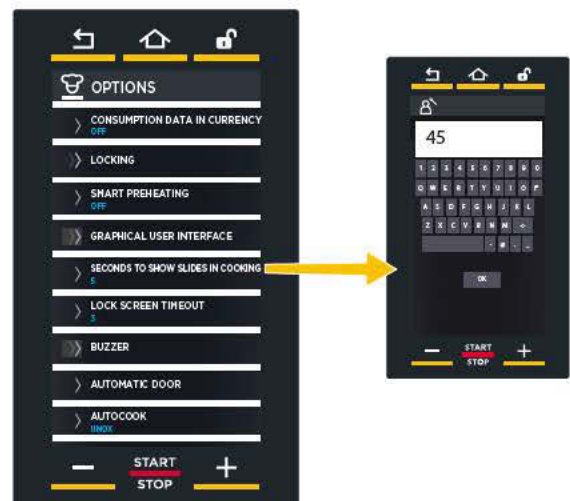 OPTIONS
CONSUMPTION DATA IN CURRENCY
OFF
LOCKING
SMART PREHEATING
OFF
GRAPHICAL USER INTERFACE
SECONDS TO SHOW SLIDES IN COOKING
5
LOCK SCREEN TIMEOUT
3
BUZZER
AUTOMATIC DOOR
AUTOCOOK
UNOX
START
STOP
45
1 2 3 4 5 6 7 8 9 0
Q W E R T Y U I O P
A S D F G H J K L
Z X C V B N M
- @ . _
OK
START
STOP